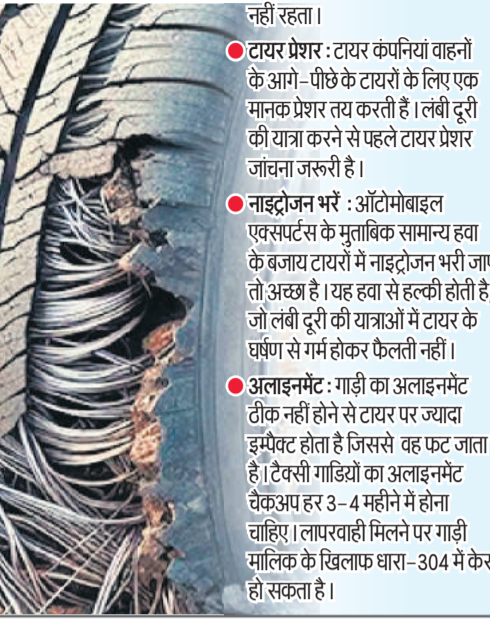 नहीं रहता।
टायर प्रेशर : टायर कंपनियां वाहनों
के आगे-पीछे के टायरों के लिए एक
मानक प्रेशर तय करती हैं। लंबी दूरी
की यात्रा करने से पहले टायर प्रेशर
जांचना जरूरी है।
नाइट्रोजन भरें : ऑटोमोबाइल
एक्सपर्टस के मुताबिक सामान्य हवा
के बजाय टायरों में नाइट्रोजन भरी जाए
तो अच्छा है। यह हवा से हल्की होती है,
जो लंबी दूरी की यात्राओं में टायर के
घर्षण से गर्म होकर फैलती नहीं।
अलाइनमेंट : गाड़ी का अलाइनमेंट
ठीक नहीं होने से टायर पर ज्यादा
इम्पैक्ट होता है जिससे वह फट जाता
है। टैक्सी गाडिय़ों का अलाइनमेंट
चैकअप हर 3-4 महीने में होना
चाहिए। लापरवाही मिलने पर गाड़ी
मालिक के खिलाफ धारा-304 में केस
हो सकता है।